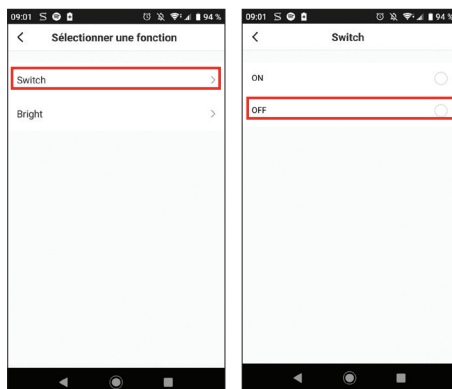 09:01 94 %
Sélectionner une fonction
Switch
Bright
09:01 94 %
Switch
ON
OFF